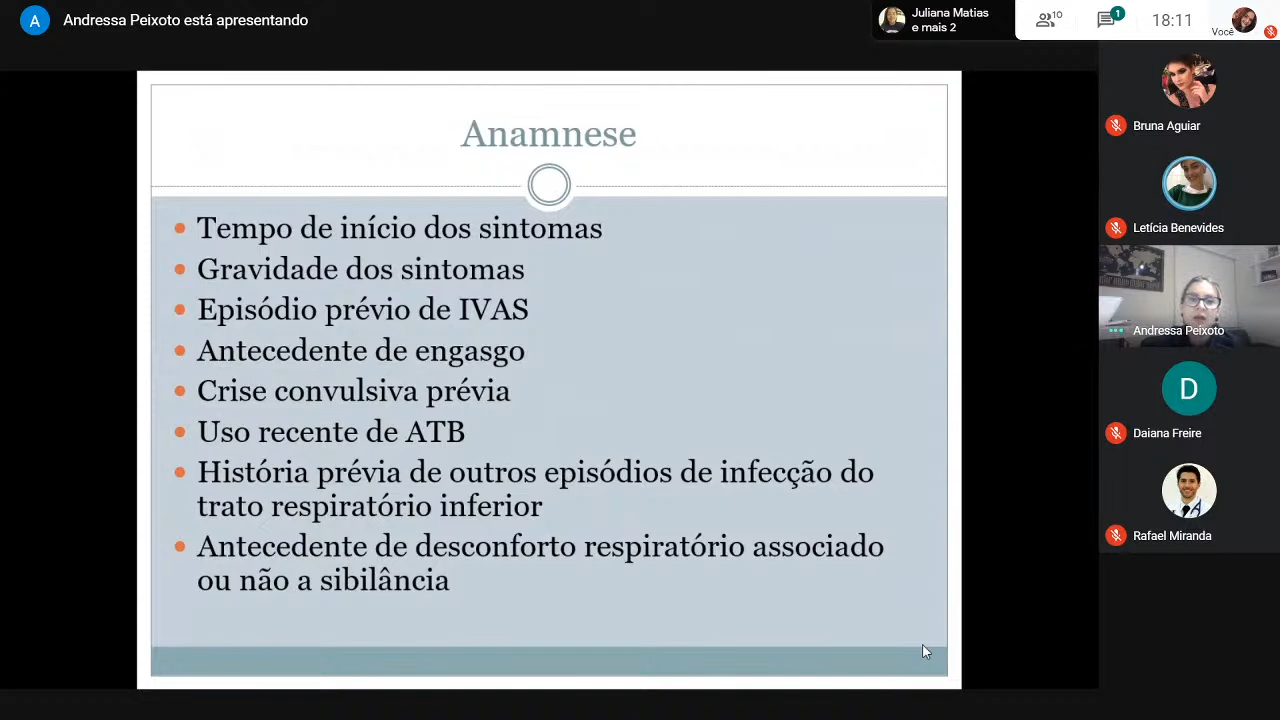 A
Andressa Peixoto está apresentando
Juliana Matias
e mais 2
10
1
18:11
Você
Anamnese
Tempo de início dos sintomas
Gravidade dos sintomas
Episódio prévio de IVAS
Antecedente de engasgo
Crise convulsiva prévia
Uso recente de ATB
História prévia de outros episódios de infecção do
trato respiratório inferior
Antecedente de desconforto respiratório associado
ou não a sibilância
Bruna Aguiar
Letícia Benevides
Andressa Peixoto
D
Daiana Freire
Rafael Miranda